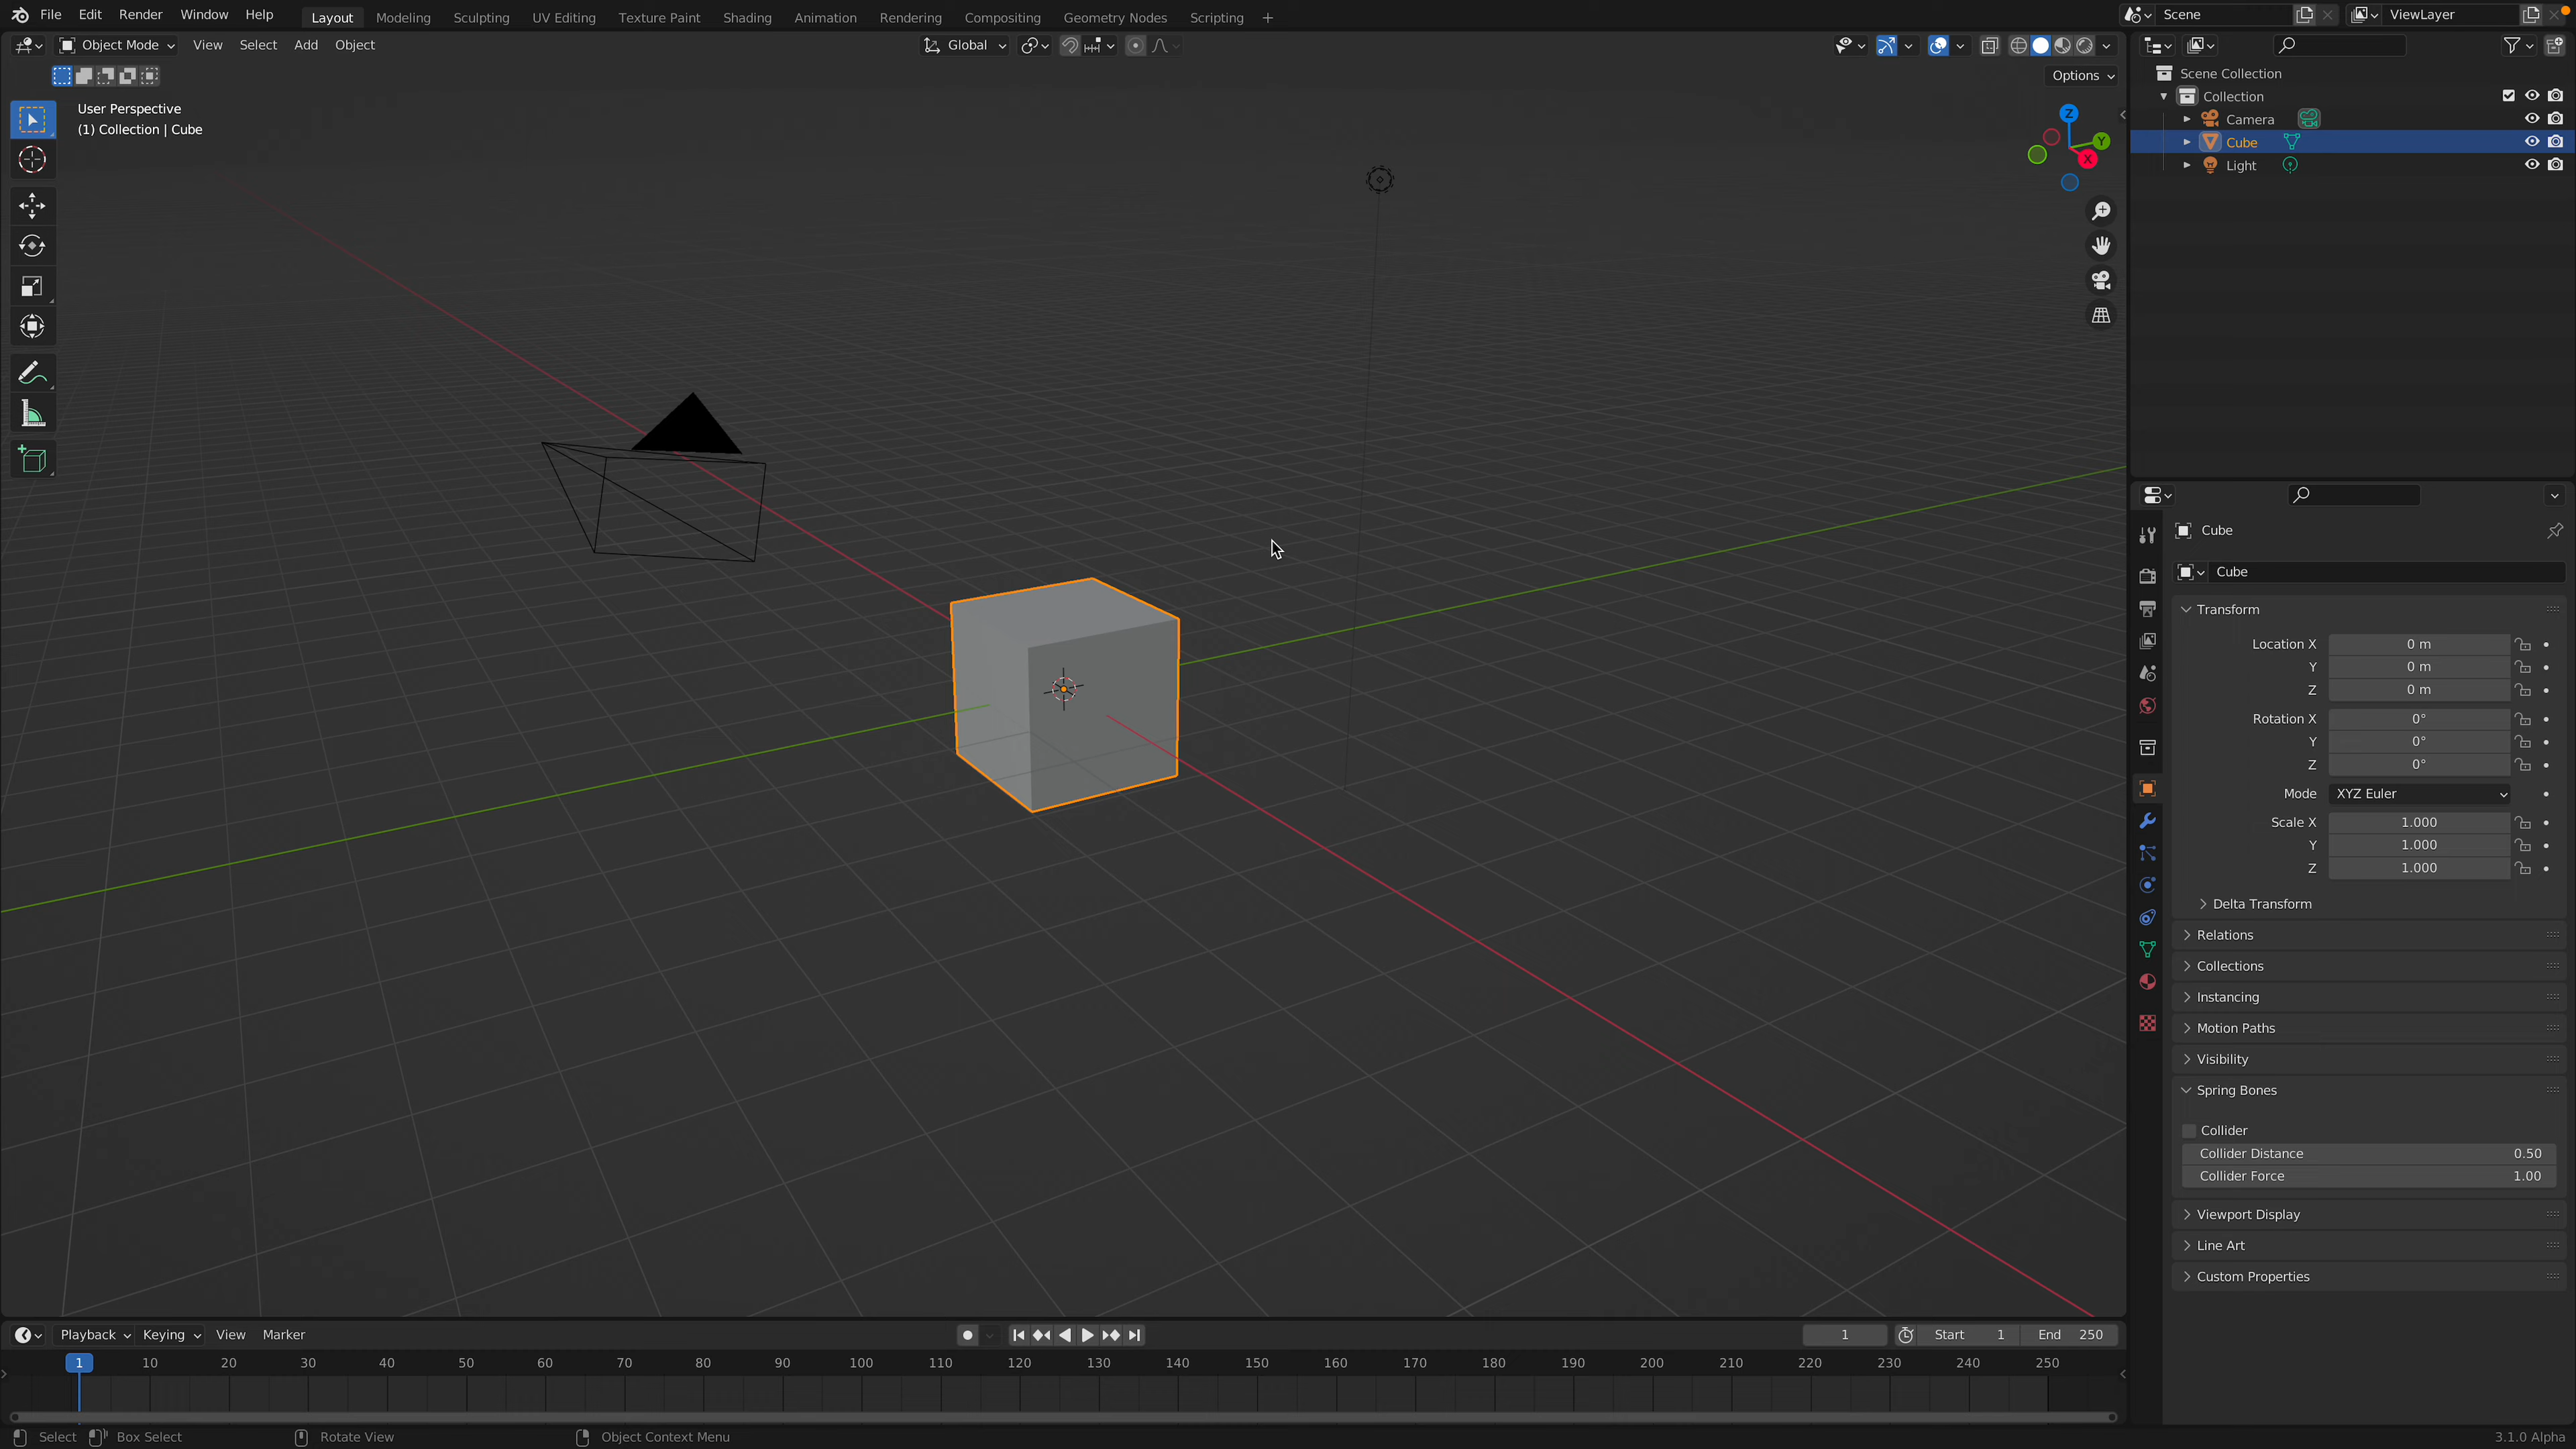 File Edit Render Window Help Layout Modeling Sculpting UV Editing Texture Paint Shading Animation Rendering Compositing Geometry Nodes Scripting + Scene ViewLayer
Object Mode View Select Add Object Global
Options
User Perspective
(1) Collection | Cube
Z
Y
X
Scene Collection
Collection
Camera
Cube
Light
Cube
Cube
Transform
Location X 0 m
Y 0 m
Z 0 m
Rotation X 0°
Y 0°
Z 0°
Mode XYZ Euler
Scale X 1.000
Y 1.000
Z 1.000
Delta Transform
Relations
Collections
Instancing
Motion Paths
Visibility
Spring Bones
Collider
Collider Distance 0.50
Collider Force 1.00
Viewport Display
Line Art
Custom Properties
Playback Keying View Marker 1 Start 1 End 250
1 10 20 30 40 50 60 70 80 90 100 110 120 130 140 150 160 170 180 190 200 210 220 230 240 250
Select Box Select Rotate View Object Context Menu 3.1.0 Alpha